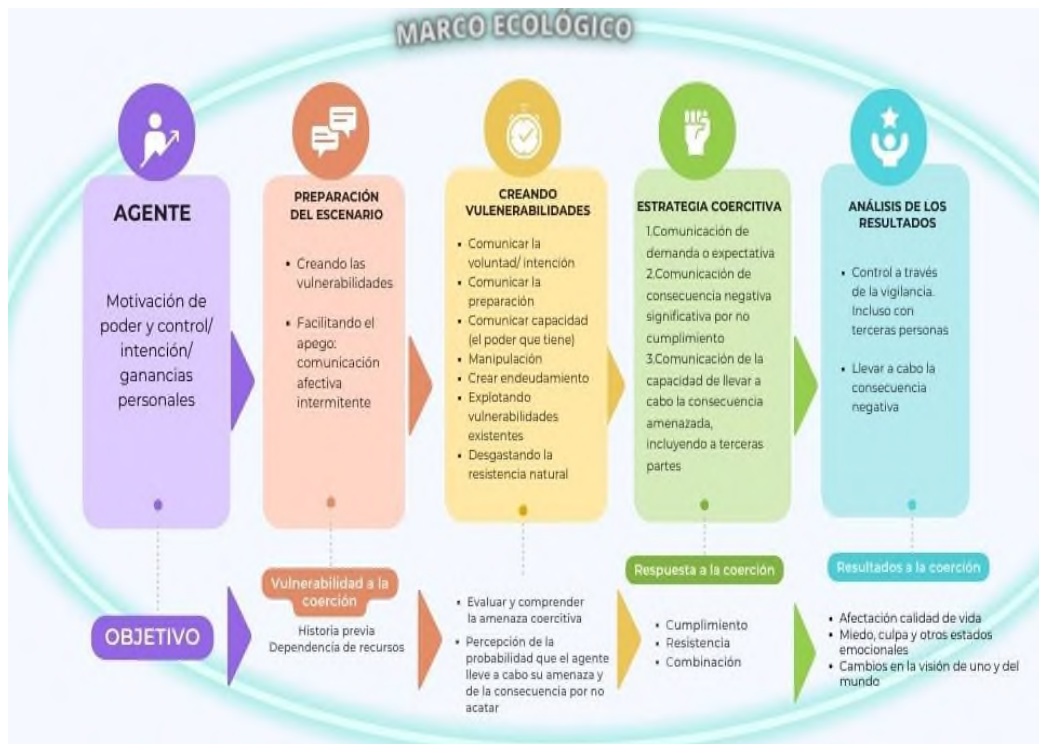 MARCO ECOLÓGICO
AGENTE
Motivación de
poder y control/
intención/
ganancias
personales
PREPARACIÓN
DEL ESCENARIO
• Creando las
vulnerabilidades
• Facilitando el
apego:
comunicación
afectiva
intermitente
CREANDO
VULENERABILIDADES
• Comunicar la
voluntad/ intención
• Comunicar la
preparación
• Comunicar capacidad
(el poder que tiene)
• Manipulación
• Crear endeudamiento
• Explotando
vulnerabilidades
existentes
• Desgastando la
resistencia natural
ESTRATEGIA COERCITIVA
1.Comunicación de
demanda o expectativa
2.Comunicación de
consecuencia negativa
significativa por no
cumplimiento
3.Comunicación de la
capacidad de llevar a
cabo la consecuencia
amenazada,
incluyendo a terceras
partes
ANÁLISIS DE LOS
RESULTADOS
• Control a través
de la vigilancia.
Incluso con
terceras personas
• Llevar a cabo la
consecuencia
negativa
OBJETIVO
Vulnerabilidad a la
coerción
Historia previa
Dependencia de recursos
• Evaluar y comprender
la amenaza coercitiva
• Percepción de la
probabilidad que el agente
lleve a cabo su amenaza y
de la consecuencia por no
acatar
Respuesta a la coerción
• Cumplimiento
• Resistencia
• Combinación
Resultados a la coerción
• Afectación calidad de vida
• Miedo, culpa y otros estados
emocionales
• Cambios en la visión de uno y del
mundo